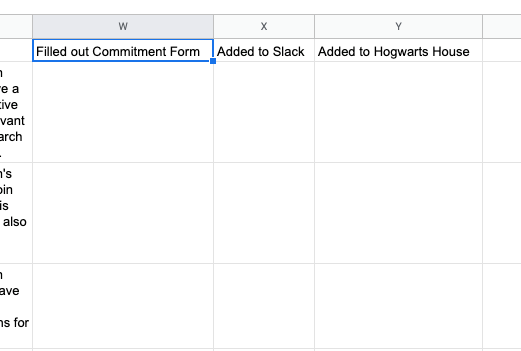 W X Y
Filled out Commitment Form Added to Slack Added to Hogwarts House
e a
tive
vant
arch
.
's
oin
is
also
ave
ns for